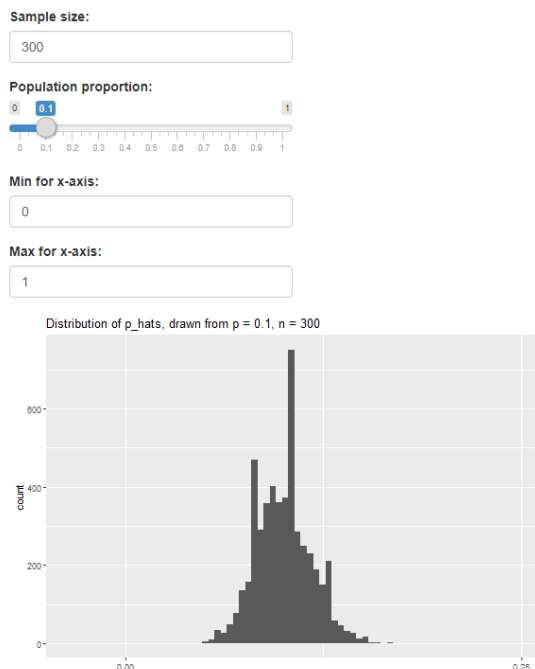 Sample size:
300
Population proportion:
0 0.1 1
0 0.1 0.2 0.3 0.4 0.5 0.6 0.7 0.8 0.9 1
Min for x-axis:
0
Max for x-axis:
1
Distribution of p_hats, drawn from p = 0.1, n = 300
600
400
count
200
0
0.00 0.25